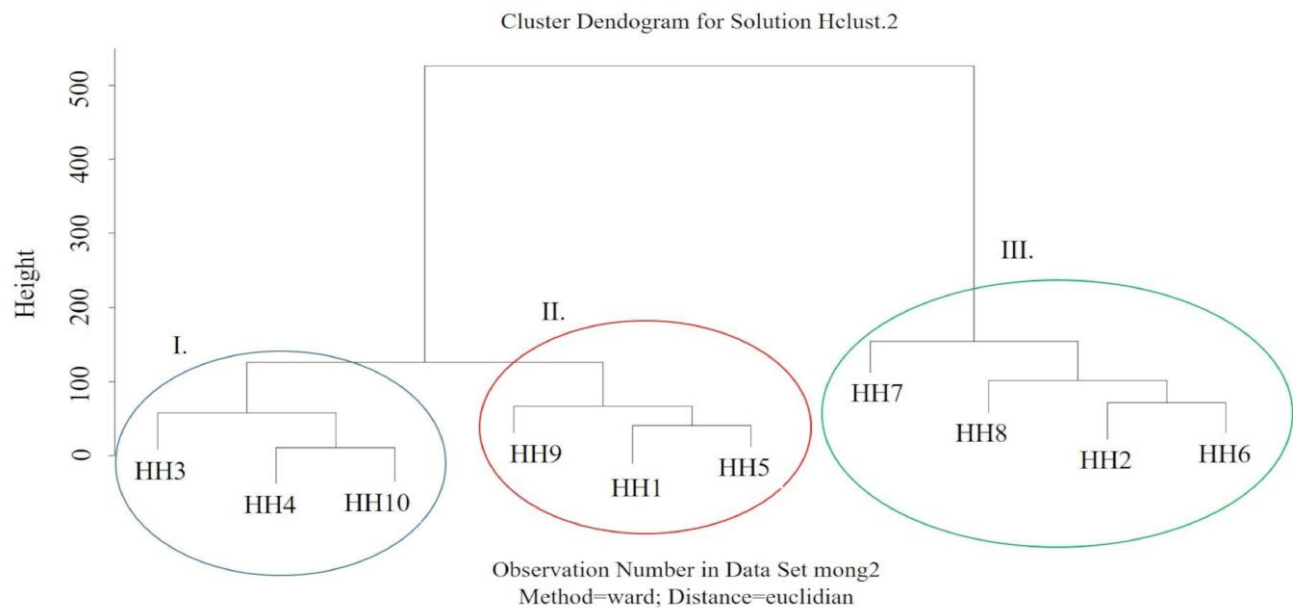 Cluster Dendogram for Solution Hclust.2
Height
500
400
300
200
100
0
I.
II.
III.
HH3
HH4
HH10
HH9
HH1
HH5
HH7
HH8
HH2
HH6
Observation Number in Data Set mong2
Method=ward; Distance=euclidian